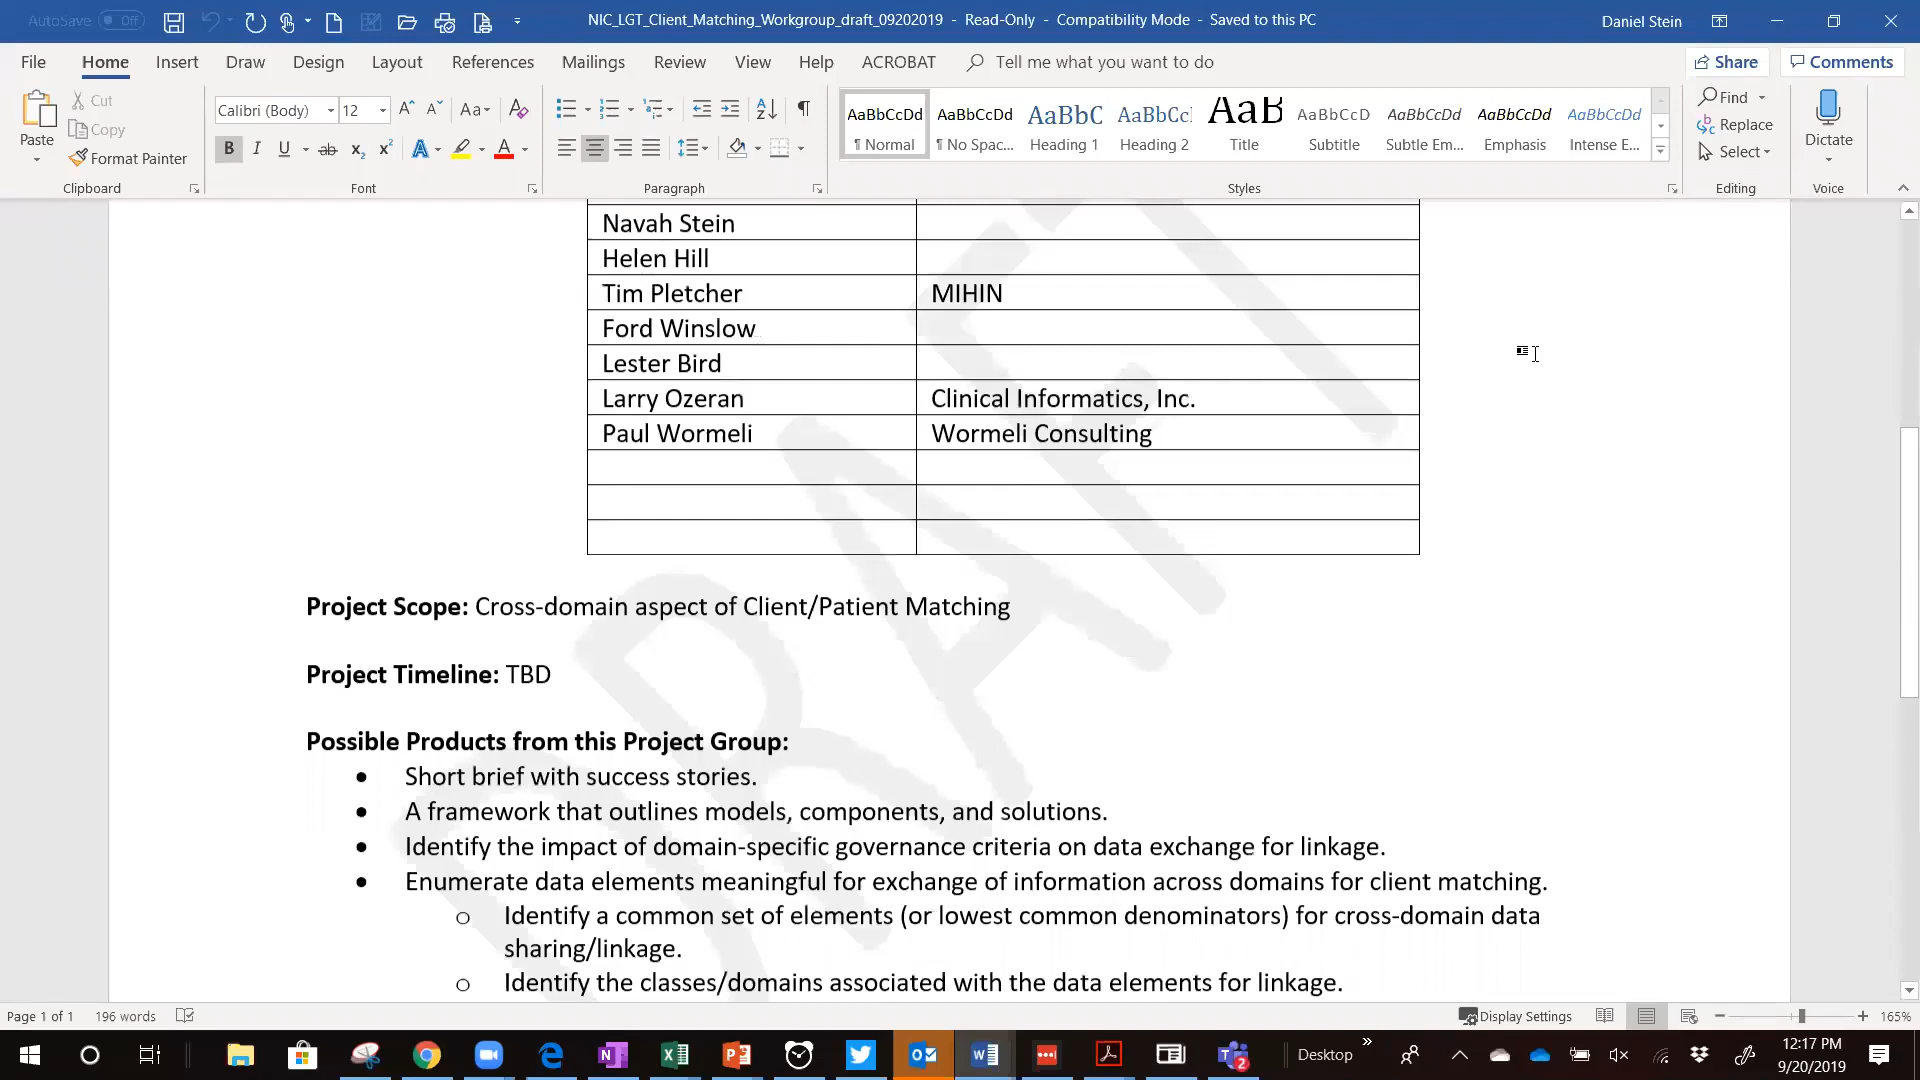 AutoSave Off
NIC_LGT_Client_Matching_Workgroup_draft_09202019 - Read-Only - Compatibility Mode - Saved to this PC
Daniel Stein
File Home Insert Draw Design Layout References Mailings Review View Help ACROBAT Tell me what you want to do Share Comments
Paste
Cut
Copy
Format Painter
Clipboard
Calibri (Body) 12
Font
Paragraph
AaBbCcDd AaBbCcDd AaBbC AaBbCcI AaB AaBbCcD AaBbCcDd AaBbCcDd AaBbCcDd
¶ Normal ¶ No Spac... Heading 1 Heading 2 Title Subtitle Subtle Em... Emphasis Intense E...
Styles
Find
Replace
Select
Editing
Dictate
Voice
Navah Stein
Helen Hill
Tim Pletcher MIHIN
Ford Winslow
Lester Bird
Larry Ozeran Clinical Informatics, Inc.
Paul Wormeli Wormeli Consulting
DRAFT
Project Scope: Cross-domain aspect of Client/Patient Matching
Project Timeline: TBD
Possible Products from this Project Group:
• Short brief with success stories.
• A framework that outlines models, components, and solutions.
• Identify the impact of domain-specific governance criteria on data exchange for linkage.
• Enumerate data elements meaningful for exchange of information across domains for client matching.
o Identify a common set of elements (or lowest common denominators) for cross-domain data
sharing/linkage.
o Identify the classes/domains associated with the data elements for linkage.
Page 1 of 1 196 words Display Settings 165%
Desktop
12:17 PM
9/20/2019